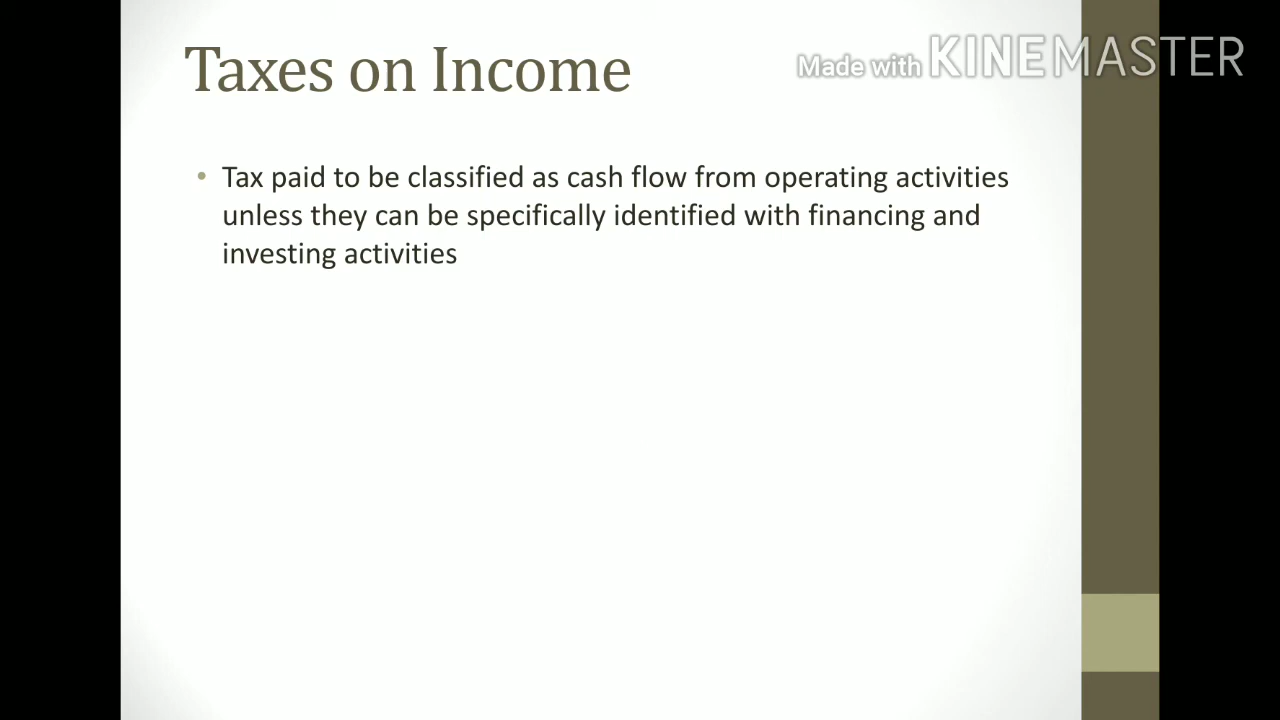 Taxes on Income
Made with KINEMASTER
• Tax paid to be classified as cash flow from operating activities
unless they can be specifically identified with financing and
investing activities